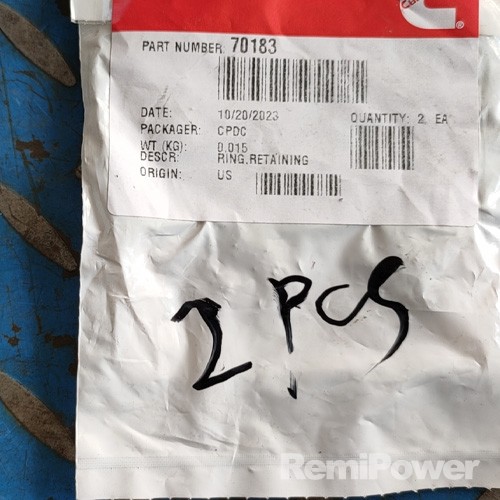 PART NUMBER: 70183
DATE: 10/20/2023 QUANTITY: 2 EA
PACKAGER: CPDC
WT (KG): 0.015
DESCR: RING,RETAINING
ORIGIN: US
2 PCS
RemiPower